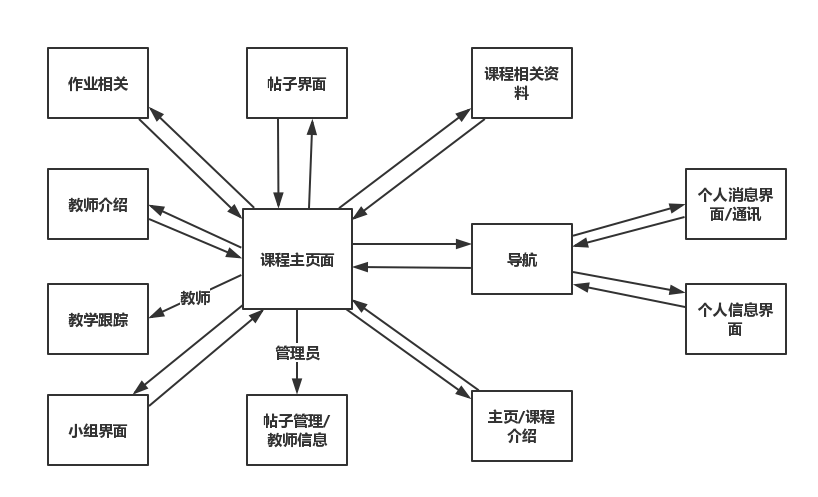 作业相关
帖子界面
课程相关资
料
教师介绍
个人消息界
面/通讯
课程主页面
导航
教师
教学跟踪
个人信息界
面
管理员
小组界面
帖子管理/
教师信息
主页/课程
介绍